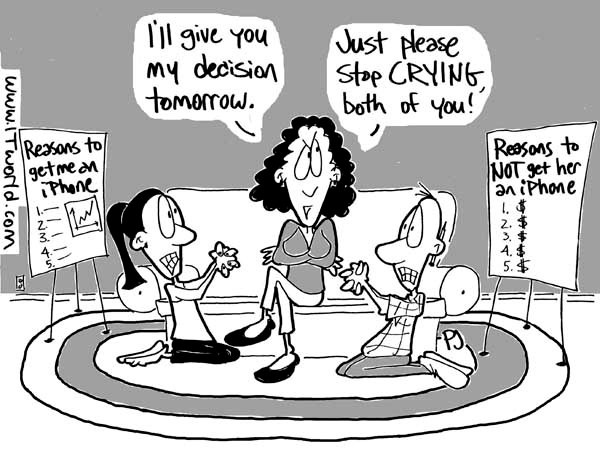 I'll give you
my decision
tomorrow.
Just please
stop CRYING,
both of you!
www.ITworld.com
Reasons to
get me an
iPhone
1.
2.
3.
4.
5.
Reasons to
NOT get her
an iPhone
1. $
2. $
3. $
4. $
5. $
PJ